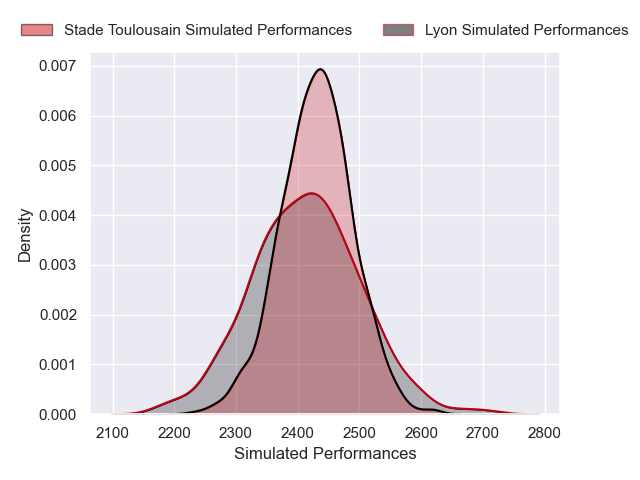 Stade Toulousain Simulated Performances Lyon Simulated Performances
0.007
0.006
0.005
0.004
0.003
0.002
0.001
0.000
Density
2100 2200 2300 2400 2500 2600 2700 2800
Simulated Performances